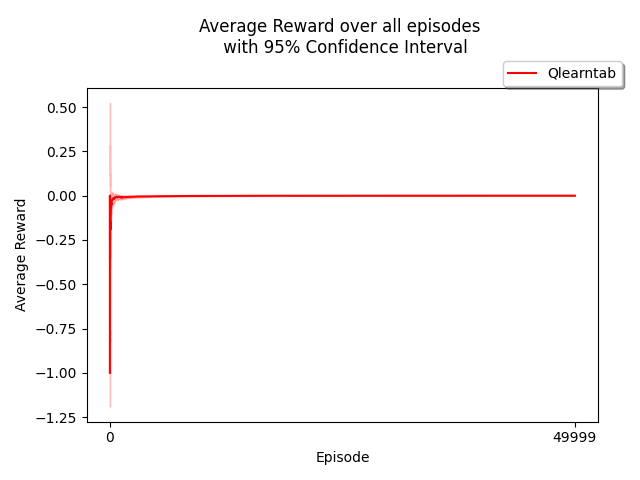 Average Reward over all episodes
with 95% Confidence Interval
Qlearntab
0.50
0.25
0.00
−0.25
−0.50
−0.75
−1.00
−1.25
Average Reward
0 49999
Episode